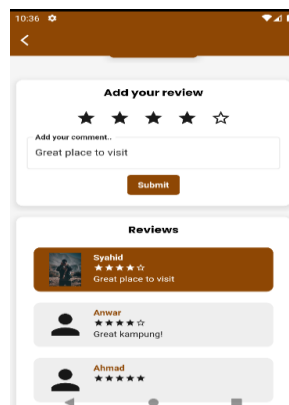 10:36
Add your review
Add your comment..
Great place to visit
Submit
Reviews
Syahid
Great place to visit
Anwar
Great kampung!
Ahmad